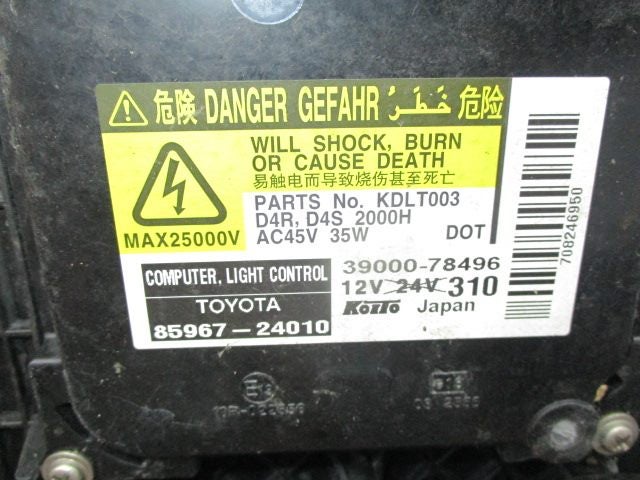 危険 DANGER GEFAHR خَطَرٌ 危险
WILL SHOCK, BURN
OR CAUSE DEATH
易触电而导致烧伤甚至死亡
MAX25000V
PARTS No. KDLT003
D4R, D4S 2000H
AC45V 35W DOT
COMPUTER, LIGHT CONTROL
TOYOTA
85967-24010
39000-78496
12V 24V 310
KOITO Japan
708246950